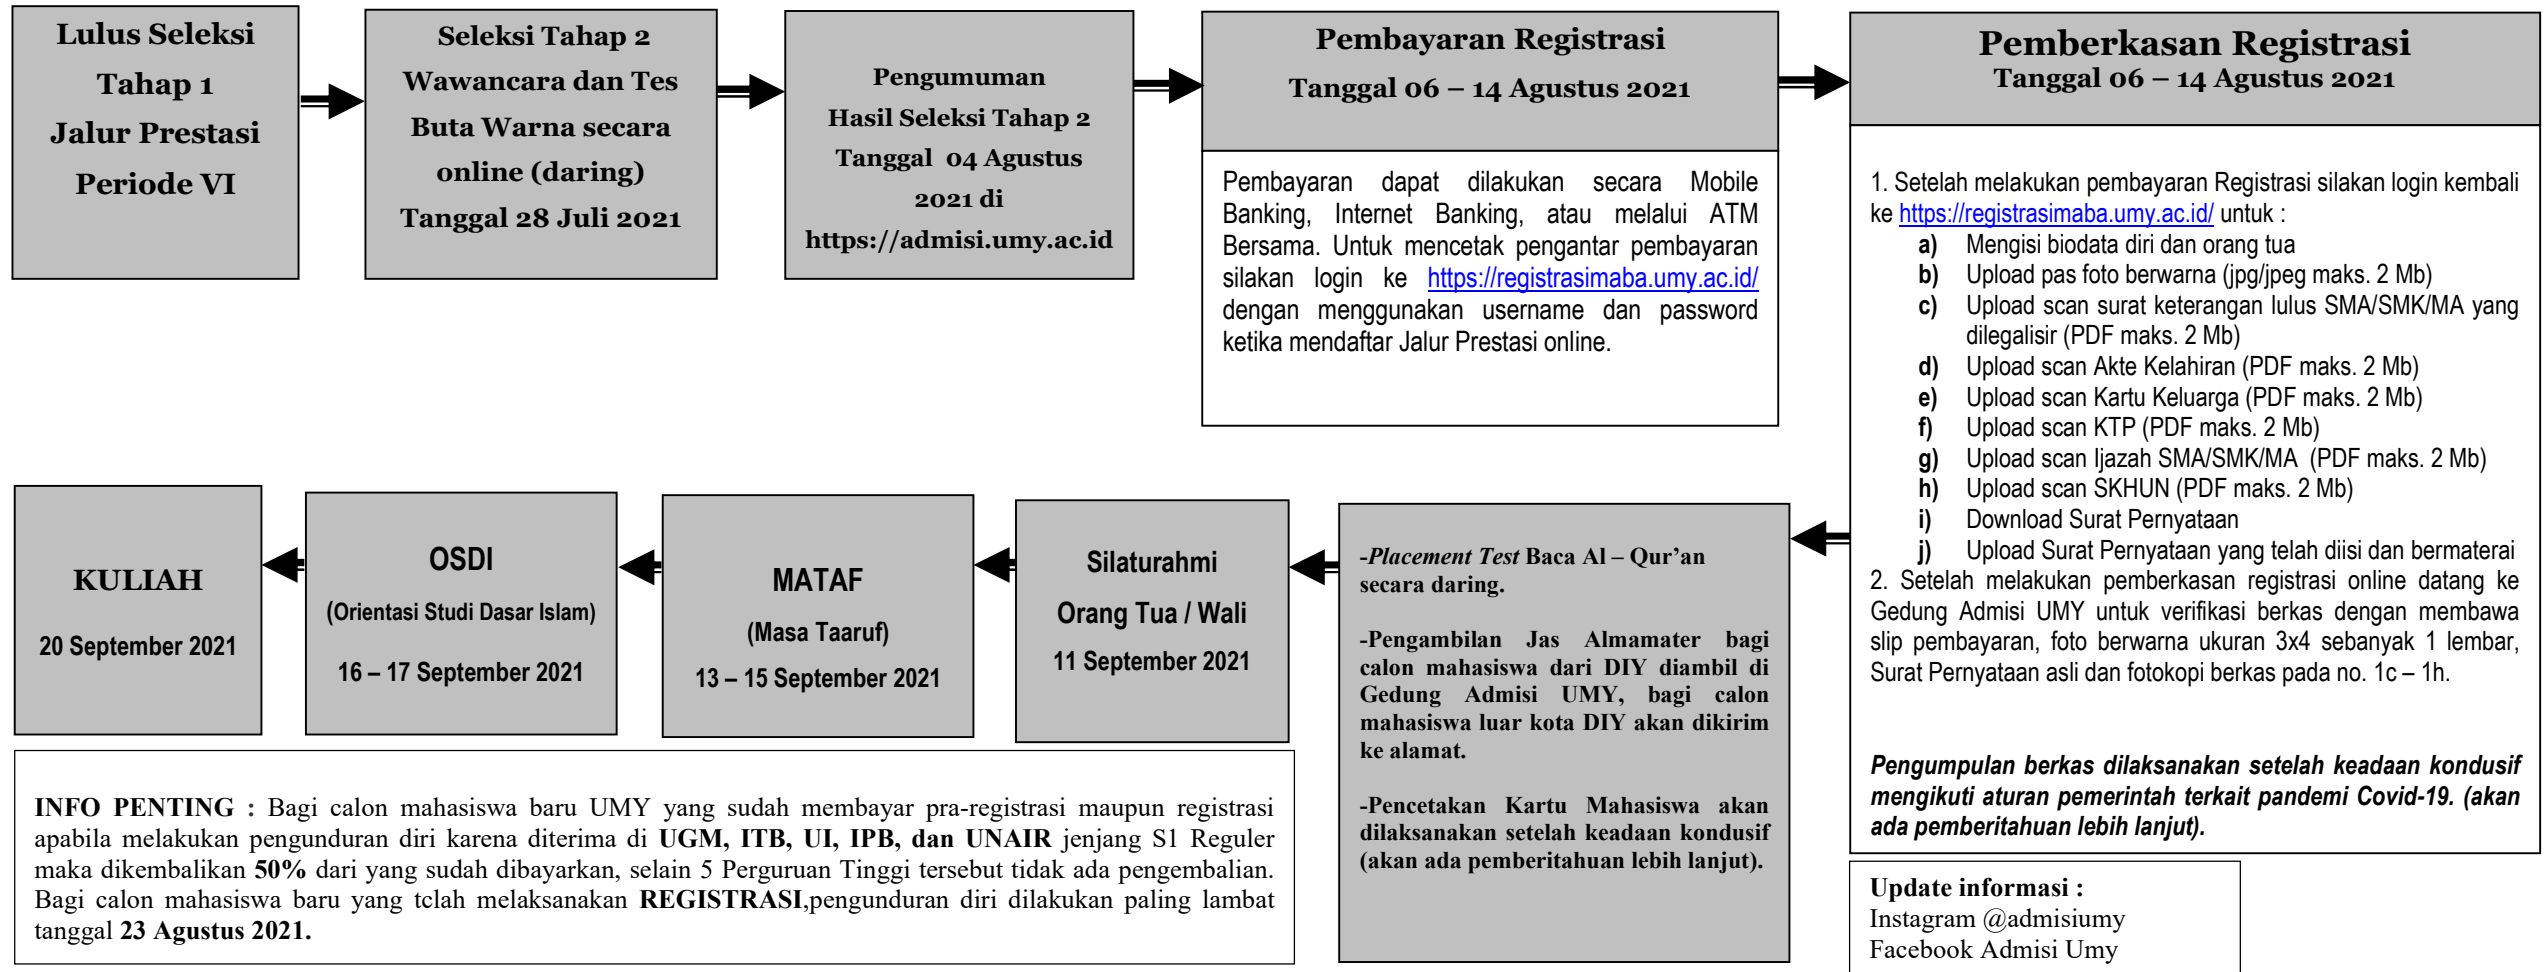 Lulus Seleksi
Tahap 1
Jalur Prestasi
Periode VI
Seleksi Tahap 2
Wawancara dan Tes
Buta Warna secara
online (daring)
Tanggal 28 Juli 2021
Pengumuman
Hasil Seleksi Tahap 2
Tanggal 04 Agustus
2021 di
https://admisi.umy.ac.id
Pembayaran Registrasi
Tanggal 06 – 14 Agustus 2021
Pembayaran dapat dilakukan secara Mobile
Banking, Internet Banking, atau melalui ATM
Bersama. Untuk mencetak pengantar pembayaran
silakan login ke https://registrasimaba.umy.ac.id/
dengan menggunakan username dan password
ketika mendaftar Jalur Prestasi online.
Pemberkasan Registrasi
Tanggal 06 – 14 Agustus 2021
1. Setelah melakukan pembayaran Registrasi silakan login kembali
ke https://registrasimaba.umy.ac.id/ untuk :
a) Mengisi biodata diri dan orang tua
b) Upload pas foto berwarna (jpg/jpeg maks. 2 Mb)
c) Upload scan surat keterangan lulus SMA/SMK/MA yang
dilegalisir (PDF maks. 2 Mb)
d) Upload scan Akte Kelahiran (PDF maks. 2 Mb)
e) Upload scan Kartu Keluarga (PDF maks. 2 Mb)
f) Upload scan KTP (PDF maks. 2 Mb)
g) Upload scan Ijazah SMA/SMK/MA (PDF maks. 2 Mb)
h) Upload scan SKHUN (PDF maks. 2 Mb)
i) Download Surat Pernyataan
j) Upload Surat Pernyataan yang telah diisi dan bermaterai
2. Setelah melakukan pemberkasan registrasi online datang ke
Gedung Admisi UMY untuk verifikasi berkas dengan membawa
slip pembayaran, foto berwarna ukuran 3x4 sebanyak 1 lembar,
Surat Pernyataan asli dan fotokopi berkas pada no. 1c – 1h.
Pengumpulan berkas dilaksanakan setelah keadaan kondusif
mengikuti aturan pemerintah terkait pandemi Covid-19. (akan
ada pemberitahuan lebih lanjut).
-Placement Test Baca Al – Qur’an
secara daring.
-Pengambilan Jas Almamater bagi
calon mahasiswa dari DIY diambil di
Gedung Admisi UMY, bagi calon
mahasiswa luar kota DIY akan dikirim
ke alamat.
-Pencetakan Kartu Mahasiswa akan
dilaksanakan setelah keadaan kondusif
(akan ada pemberitahuan lebih lanjut).
Silaturahmi
Orang Tua / Wali
11 September 2021
MATAF
(Masa Taaruf)
13 – 15 September 2021
OSDI
(Orientasi Studi Dasar Islam)
16 – 17 September 2021
KULIAH
20 September 2021
INFO PENTING : Bagi calon mahasiswa baru UMY yang sudah membayar pra-registrasi maupun registrasi
apabila melakukan pengunduran diri karena diterima di UGM, ITB, UI, IPB, dan UNAIR jenjang S1 Reguler
maka dikembalikan 50% dari yang sudah dibayarkan, selain 5 Perguruan Tinggi tersebut tidak ada pengembalian.
Bagi calon mahasiswa baru yang tclah melaksanakan REGISTRASI,pengunduran diri dilakukan paling lambat
tanggal 23 Agustus 2021.
Update informasi :
Instagram @admisiumy
Facebook Admisi Umy